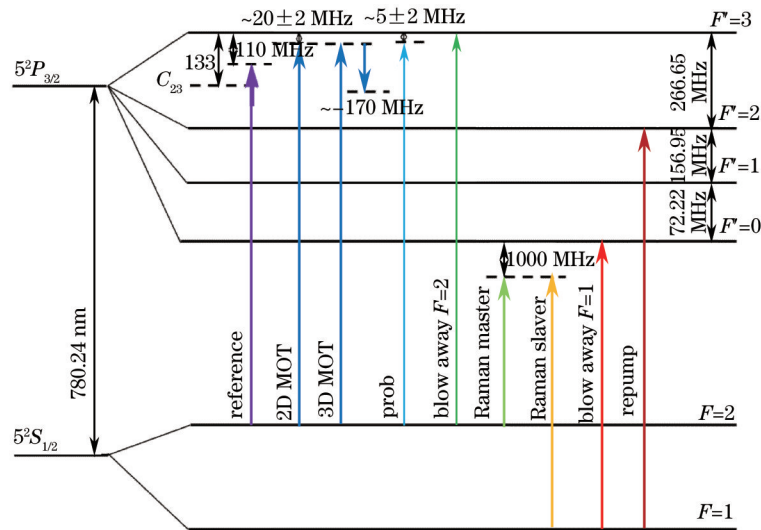 ~20±2 MHz
~5±2 MHz
F′=3
110 MHz
133
5²P₃/₂
C₂₃
~−170 MHz
266.65
MHz
F′=2
156.95
MHz
F′=1
72.22
MHz
F′=0
1000 MHz
780.24 nm
reference
2D MOT
3D MOT
prob
blow away F=2
Raman master
Raman slaver
blow away F=1
repump
F=2
5²S₁/₂
F=1